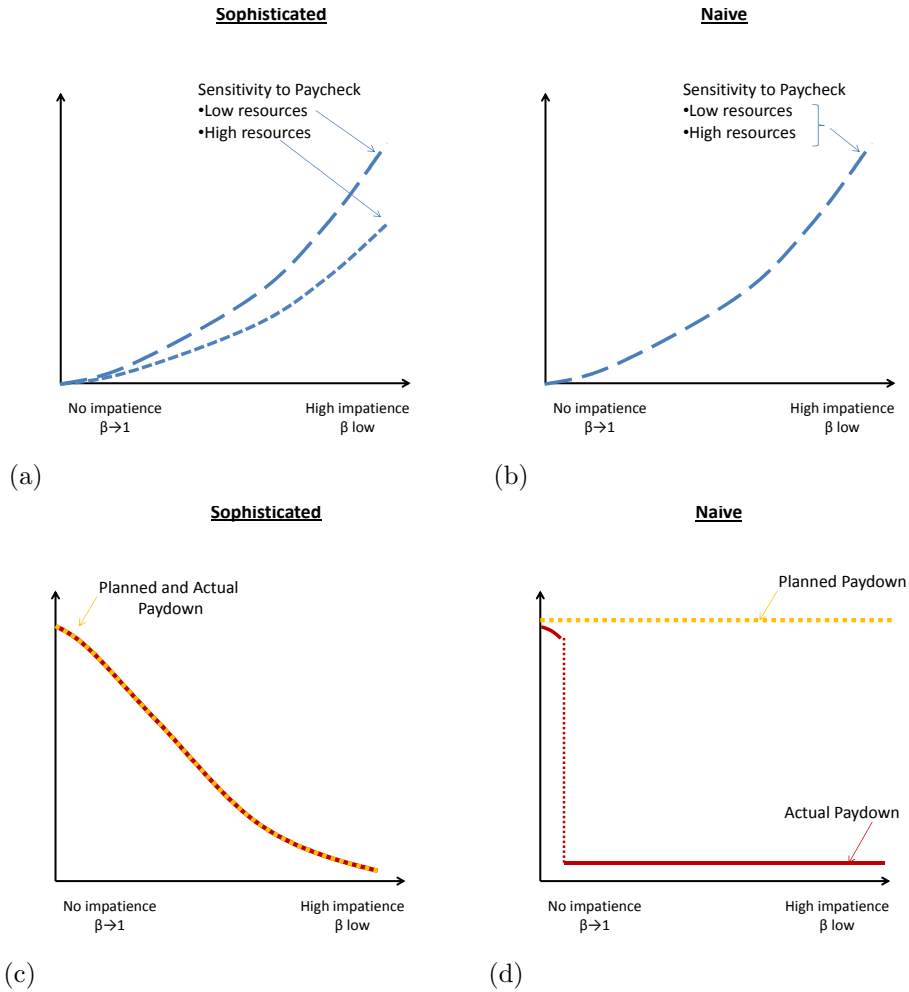 Sophisticated
Sensitivity to Paycheck
•Low resources
•High resources
No impatience
β→1
High impatience
β low
(a)
Naive
Sensitivity to Paycheck
•Low resources
•High resources
No impatience
β→1
High impatience
β low
(b)
Sophisticated
Planned and Actual
Paydown
No impatience
β→1
High impatience
β low
(c)
Naive
Planned Paydown
Actual Paydown
No impatience
β→1
High impatience
β low
(d)